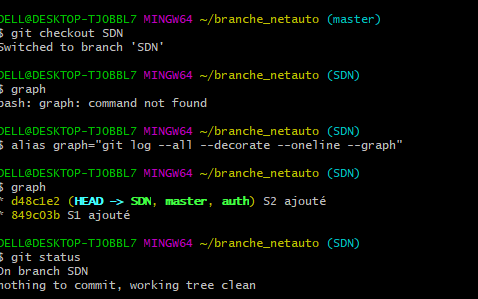 DELL@DESKTOP-TJOBBL7 MINGW64 ~/branche_netauto (master)
$ git checkout SDN
Switched to branch 'SDN'
DELL@DESKTOP-TJOBBL7 MINGW64 ~/branche_netauto (SDN)
$ graph
bash: graph: command not found
DELL@DESKTOP-TJOBBL7 MINGW64 ~/branche_netauto (SDN)
$ alias graph="git log --all --decorate --oneline --graph"
DELL@DESKTOP-TJOBBL7 MINGW64 ~/branche_netauto (SDN)
$ graph
* d48c1e2 (HEAD -> SDN, master, auth) S2 ajouté
* 849c03b S1 ajouté
DELL@DESKTOP-TJOBBL7 MINGW64 ~/branche_netauto (SDN)
$ git status
On branch SDN
nothing to commit, working tree clean